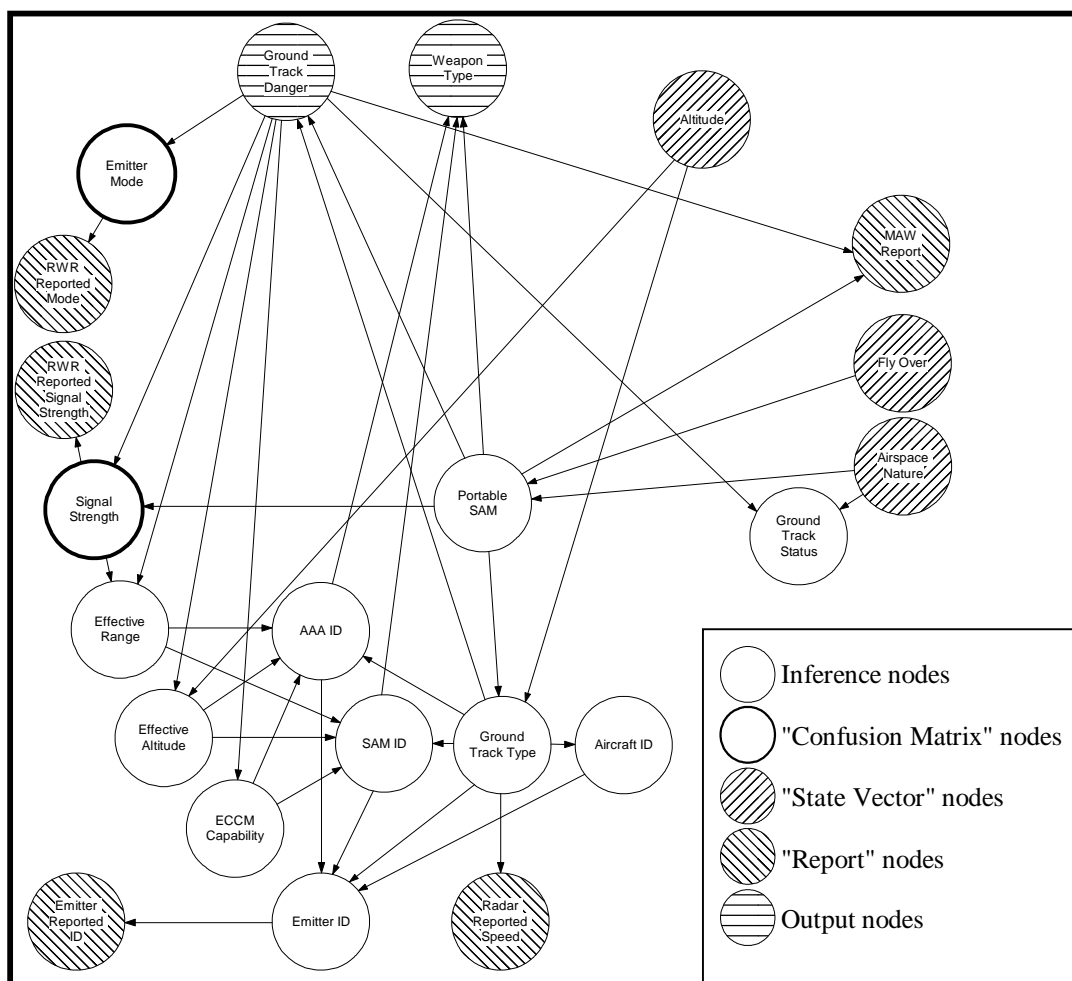 Ground
Track
Danger
Weapon
Type
Altitude
Emitter
Mode
MAW
Report
RWR
Reported
Mode
RWR
Reported
Signal
Strength
Fly Over
Airspace
Nature
Signal
Strength
Portable
SAM
Ground
Track
Status
Effective
Range
AAA ID
Effective
Altitude
SAM ID
Ground
Track Type
Aircraft ID
ECCM
Capability
Emitter
Reported
ID
Emitter ID
Radar
Reported
Speed
Inference nodes
"Confusion Matrix" nodes
"State Vector" nodes
"Report" nodes
Output nodes